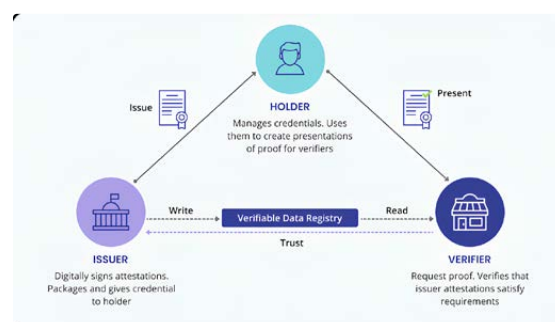 Issue
Present
HOLDER
Manages credentials. Uses
them to create presentations
of proof for verifiers
Write
Verifiable Data Registry
Read
Trust
ISSUER
Digitally signs attestations.
Packages and gives credential
to holder
VERIFIER
Request proof. Verifies that
issuer attestations satisfy
requirements